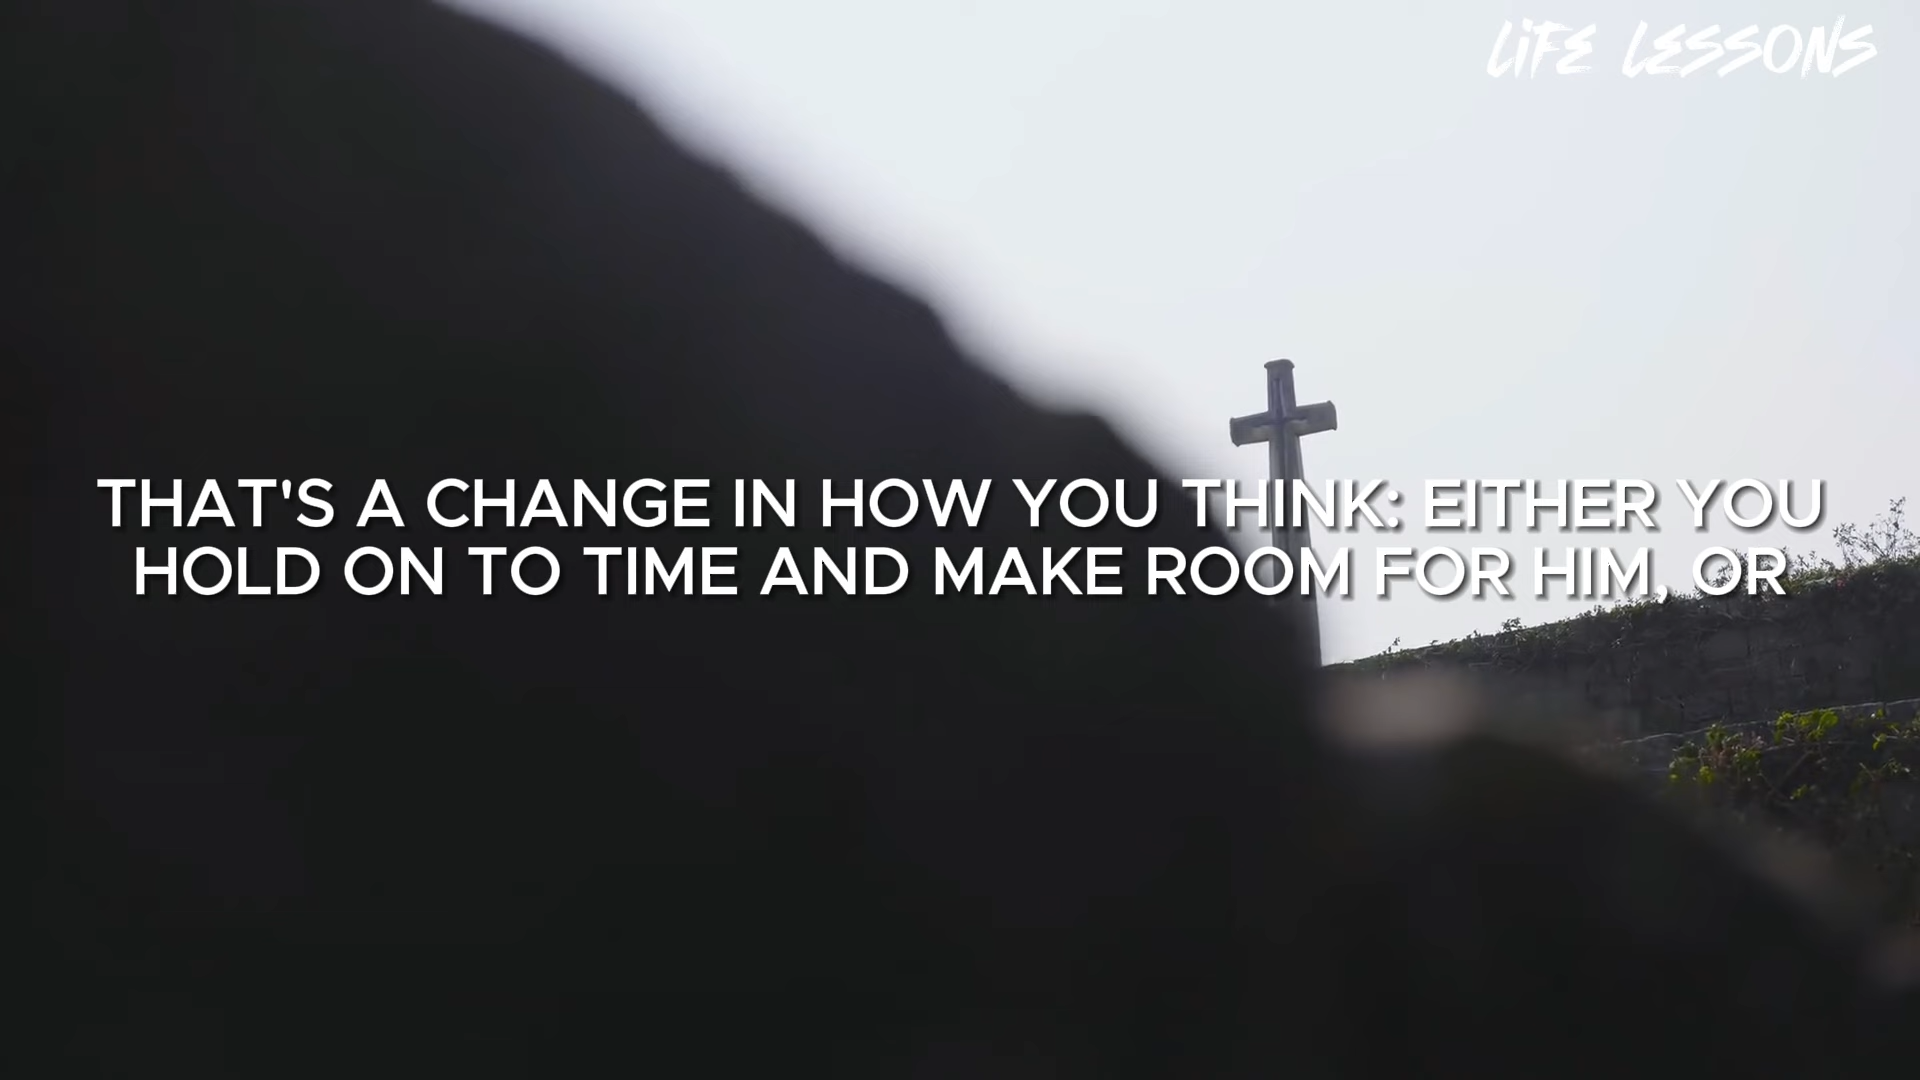 LIFE LESSONS
THAT'S A CHANGE IN HOW YOU THINK: EITHER YOU
HOLD ON TO TIME AND MAKE ROOM FOR HIM, OR